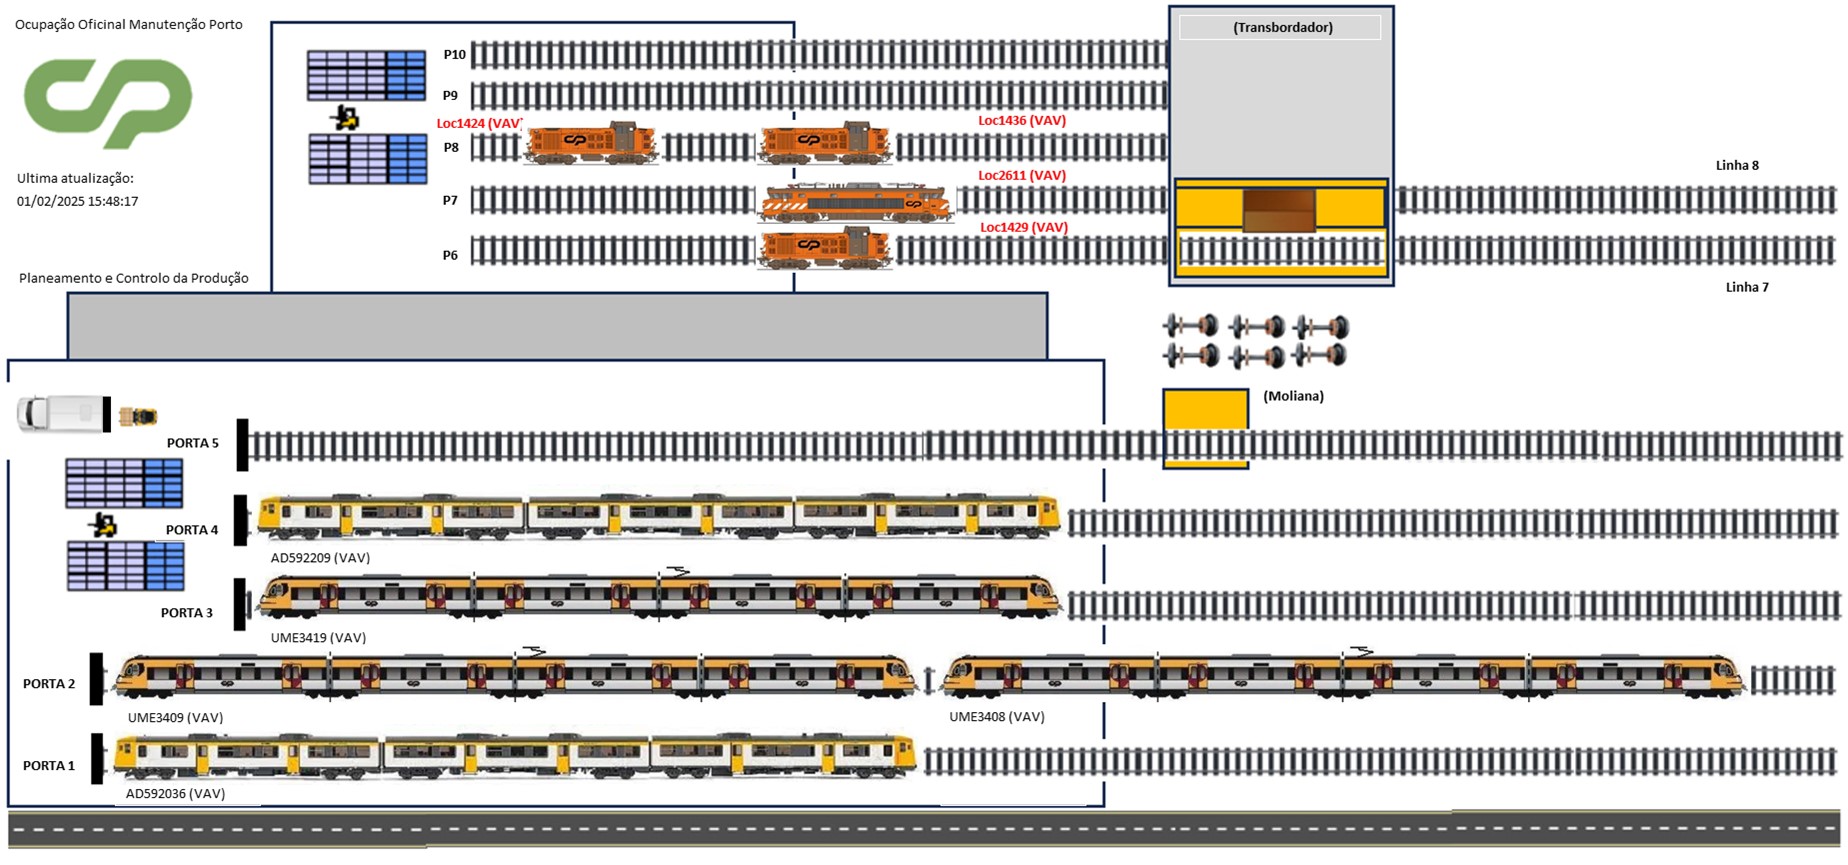 Ocupação Oficinal Manutenção Porto
Ultima atualização:
01/02/2025 15:48:17
Planeamento e Controlo da Produção
(Transbordador)
P10
P9
Loc1424 (VAV)
Loc1436 (VAV)
P8
Loc2611 (VAV)
P7
Loc1429 (VAV)
P6
Linha 8
Linha 7
(Moliana)
PORTA 5
PORTA 4
AD592209 (VAV)
PORTA 3
UME3419 (VAV)
PORTA 2
UME3409 (VAV)
UME3408 (VAV)
PORTA 1
AD592036 (VAV)